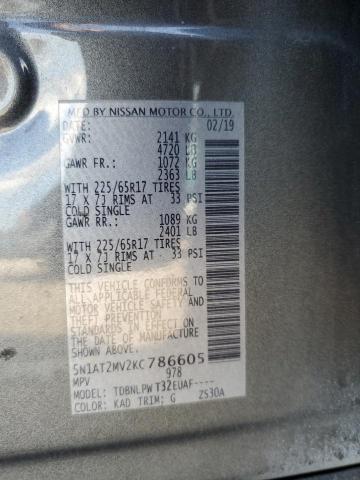 MFD BY NISSAN MOTOR CO., LTD
DATE: 02/19
GVWR: 2141 KG
4720 LB
GAWR FR.: 1072 KG
2363 LB
WITH 225/65R17 TIRES
17 X 7J RIMS AT 33 PSI
COLD SINGLE
GAWR RR.: 1089 KG
2401 LB
WITH 225/65R17 TIRES
17 X 7J RIMS AT 33 PSI
COLD SINGLE
THIS VEHICLE CONFORMS TO
ALL APPLICABLE FEDERAL
MOTOR VEHICLE SAFETY AND
THEFT PREVENTION
STANDARDS IN EFFECT ON
THE DATE OF MANUFACTURE
SHOWN ABOVE.
5N1AT2MV2KC786605
MPV 978
MODEL: TDBNLPW T32EUAF----
COLOR: KAD TRIM: G ZS30A